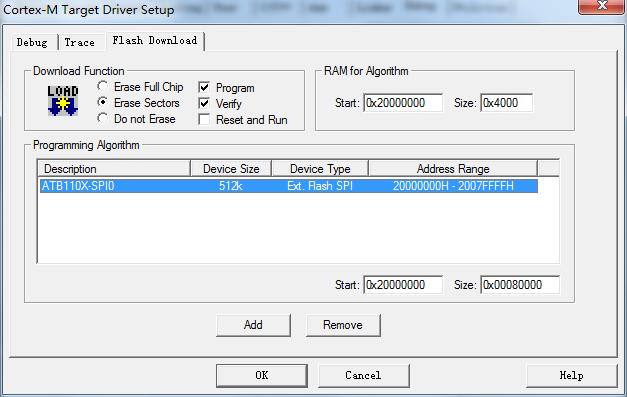 Cortex-M Target Driver Setup
Debug Trace Flash Download
Download Function
LOAD
Erase Full Chip
Erase Sectors
Do not Erase
Program
Verify
Reset and Run
RAM for Algorithm
Start: 0x20000000 Size: 0x4000
Programming Algorithm
Description Device Size Device Type Address Range
ATB110X-SPI0 512k Ext. Flash SPI 20000000H - 2007FFFFH
Start: 0x20000000 Size: 0x00080000
Add Remove
OK Cancel Help